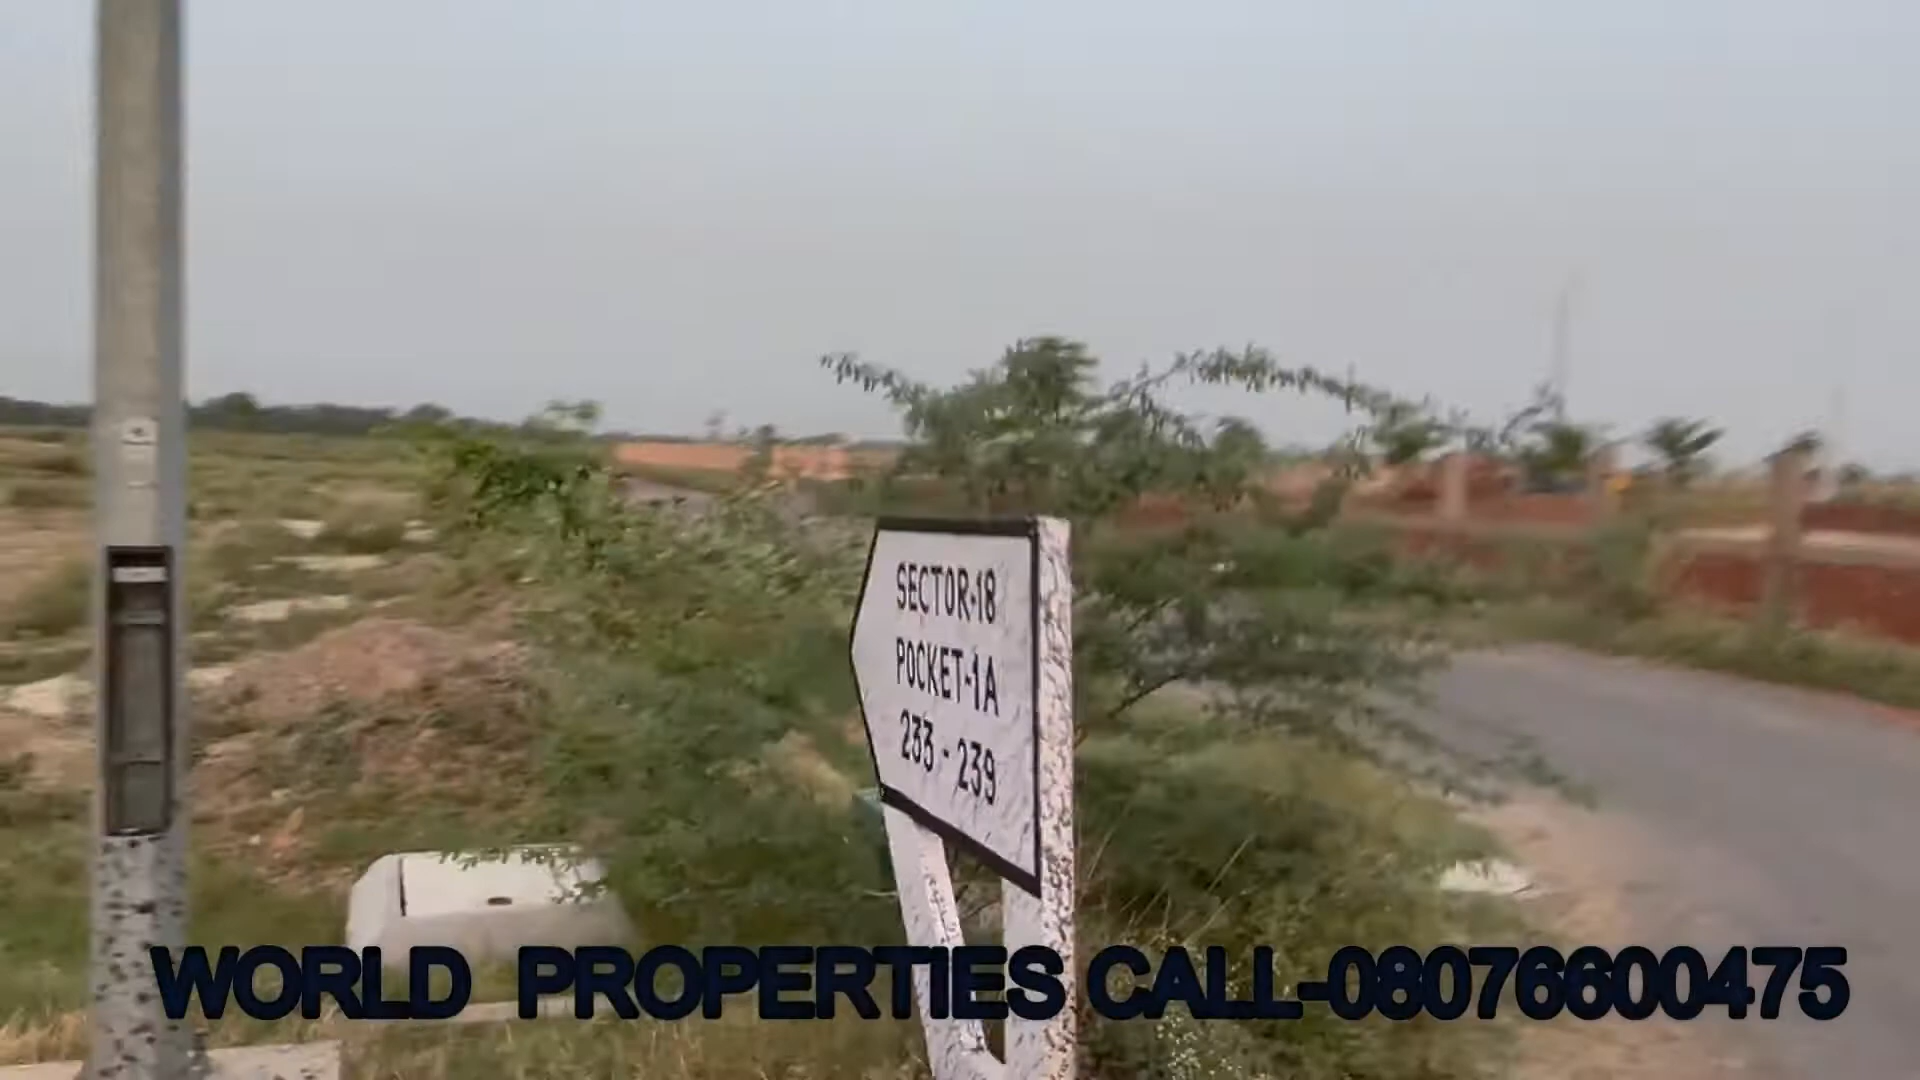 SECTOR-18
POCKET-1A
233 - 239
WORLD PROPERTIES CALL-08076600475